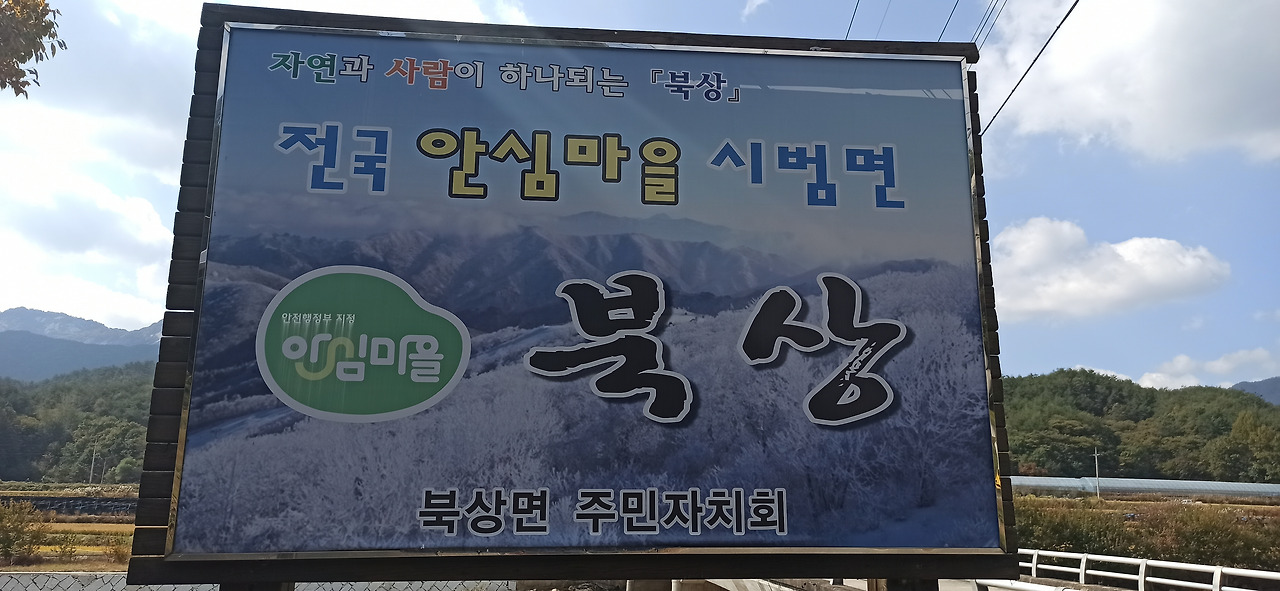 자연과 사람이 하나되는 『북상』
전국 안심마을 시범면
안전행정부 지정
안심마을
북상
북상면 주민자치회